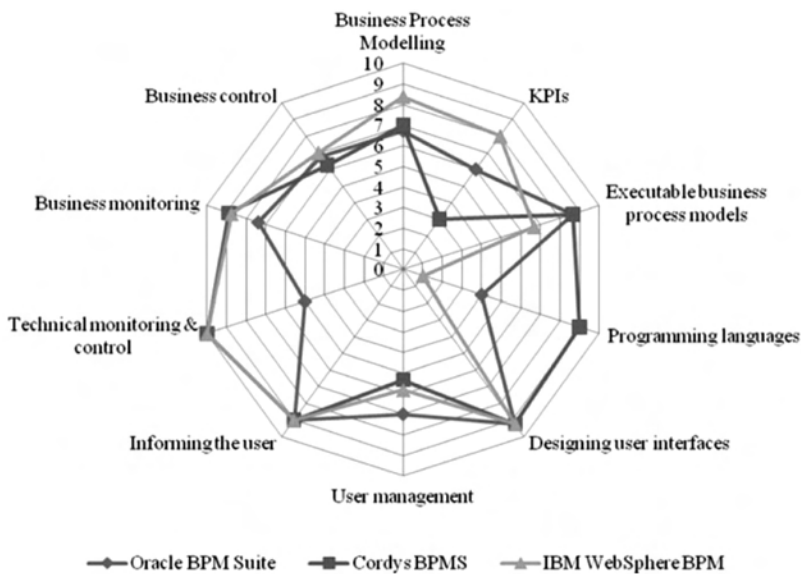 Business Process
Modelling
10
9
8
7
6
5
4
3
2
1
0
Business control
KPIs
Business monitoring
Executable business
process models
Technical monitoring &
control
Programming languages
Informing the user
Designing user interfaces
User management
Oracle BPM Suite
Cordys BPMS
IBM WebSphere BPM